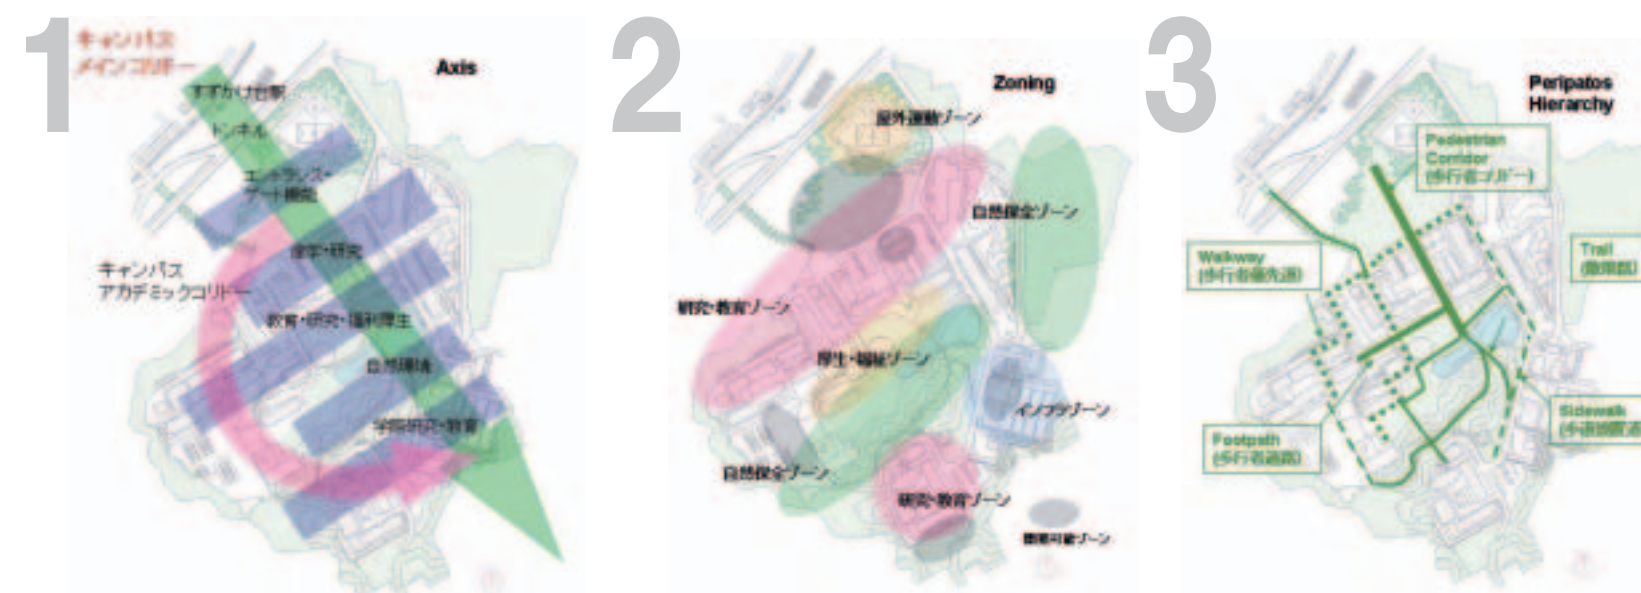 1
キャンパス
メインコリドー
Axis
すずかけ台駅
トンネル
エントランス・
ゲート機能
産学・研究
キャンパス
アカデミックコリドー
教育・研究・福利厚生
自然環境
学院研究・教育
2
Zoning
屋外運動ゾーン
自然保全ゾーン
研究・教育ゾーン
厚生・福祉ゾーン
インフラゾーン
自然保全ゾーン
研究・教育ゾーン
3
Peripatos
Hierarchy
Pedestrian
Corridor
(歩行者コリドー)
Walkway
(歩行者優先道)
Trail
Sidewalk
Footpath
(歩行者通路)